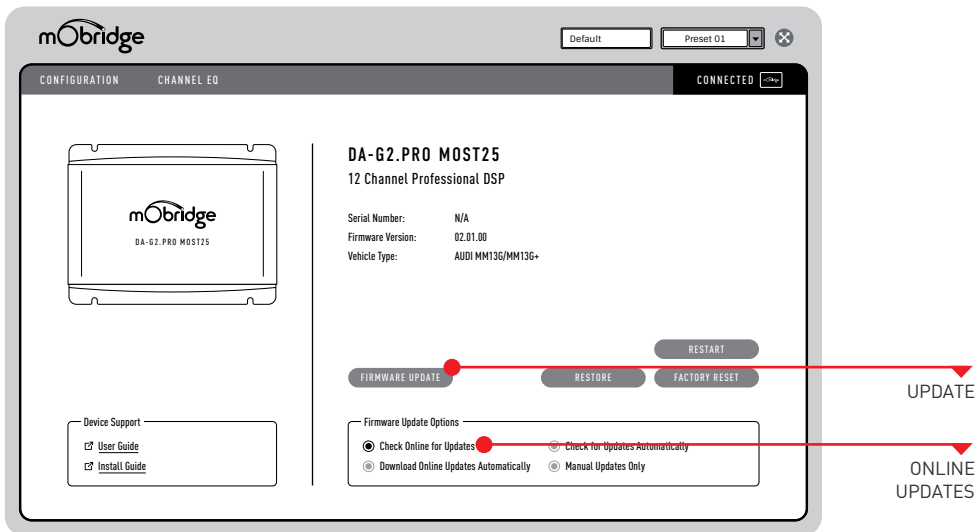 mObridge
Default
Preset 01
CONFIGURATION
CHANNEL EQ
CONNECTED
mObridge
DA-G2.PRO MOST25
DA-G2.PRO MOST25
12 Channel Professional DSP
Serial Number: N/A
Firmware Version: 02.01.00
Vehicle Type: AUDI MM13G/MM13G+
RESTART
FIRMWARE UPDATE
RESTORE
FACTORY RESET
UPDATE
Device Support
User Guide
Install Guide
Firmware Update Options
Check Online for Updates
Check for Updates Automatically
Download Online Updates Automatically
Manual Updates Only
ONLINE
UPDATES